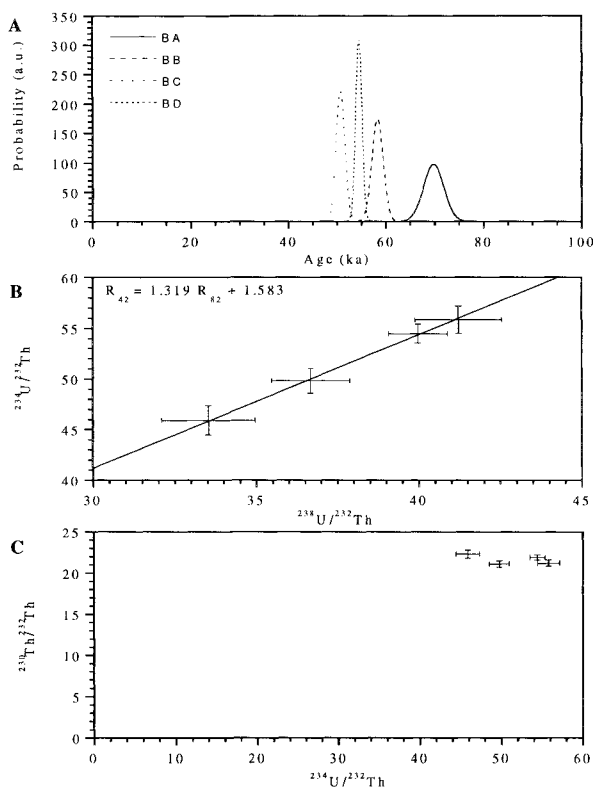 A
Probability (a.u.)
350
300
250
200
150
100
50
0
BA
BB
BC
BD
0 20 40 60 80 100
Age (ka)
B
R₄₂ = 1.319 R₈₂ + 1.583
²³⁴U/²³²Th
60
55
50
45
40
30 35 40 45
²³⁸U/²³²Th
C
²³⁰Th/²³²Th
25
20
15
10
5
0
0 10 20 30 40 50 60
²³⁴U/²³²Th